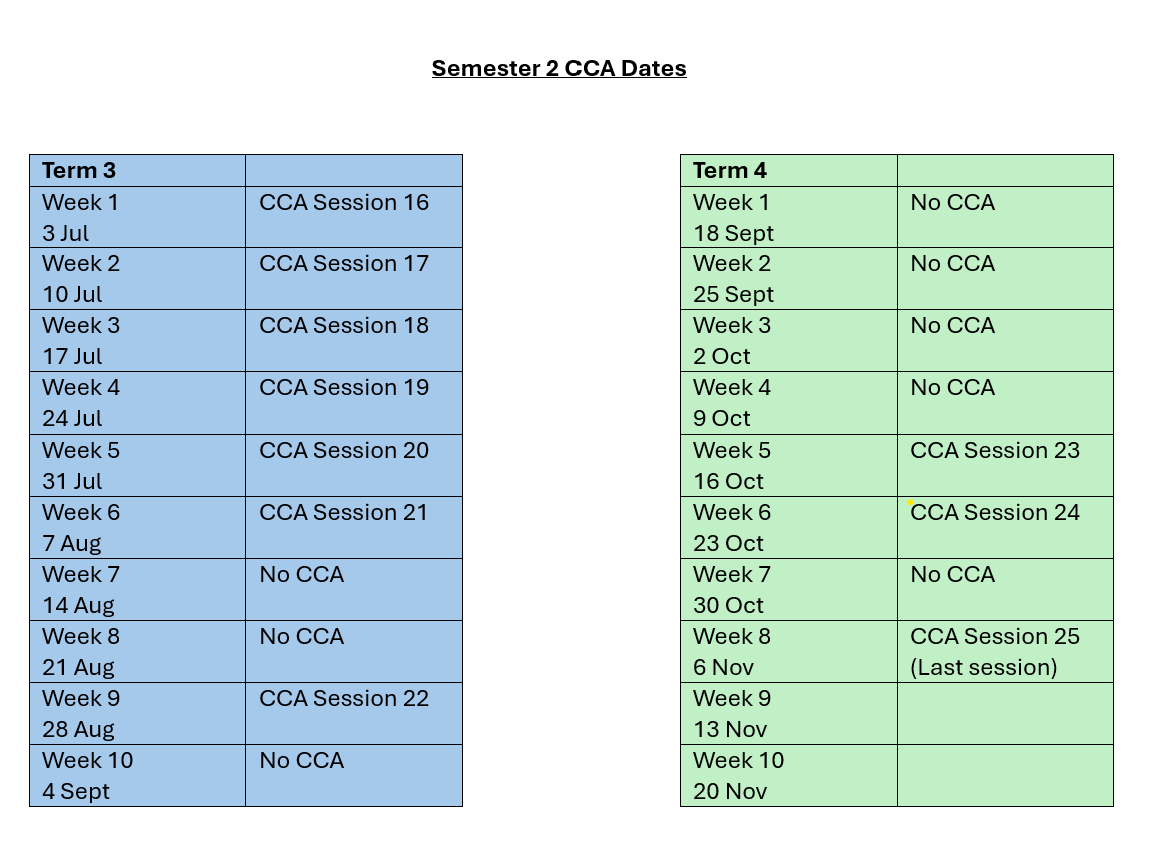 Semester 2 CCA Dates
Term 3
Week 1
3 Jul
CCA Session 16
Week 2
10 Jul
CCA Session 17
Week 3
17 Jul
CCA Session 18
Week 4
24 Jul
CCA Session 19
Week 5
31 Jul
CCA Session 20
Week 6
7 Aug
CCA Session 21
Week 7
14 Aug
No CCA
Week 8
21 Aug
No CCA
Week 9
28 Aug
CCA Session 22
Week 10
4 Sept
No CCA
Term 4
Week 1
18 Sept
No CCA
Week 2
25 Sept
No CCA
Week 3
2 Oct
No CCA
Week 4
9 Oct
No CCA
Week 5
16 Oct
CCA Session 23
Week 6
23 Oct
CCA Session 24
Week 7
30 Oct
No CCA
Week 8
6 Nov
CCA Session 25
(Last session)
Week 9
13 Nov
Week 10
20 Nov